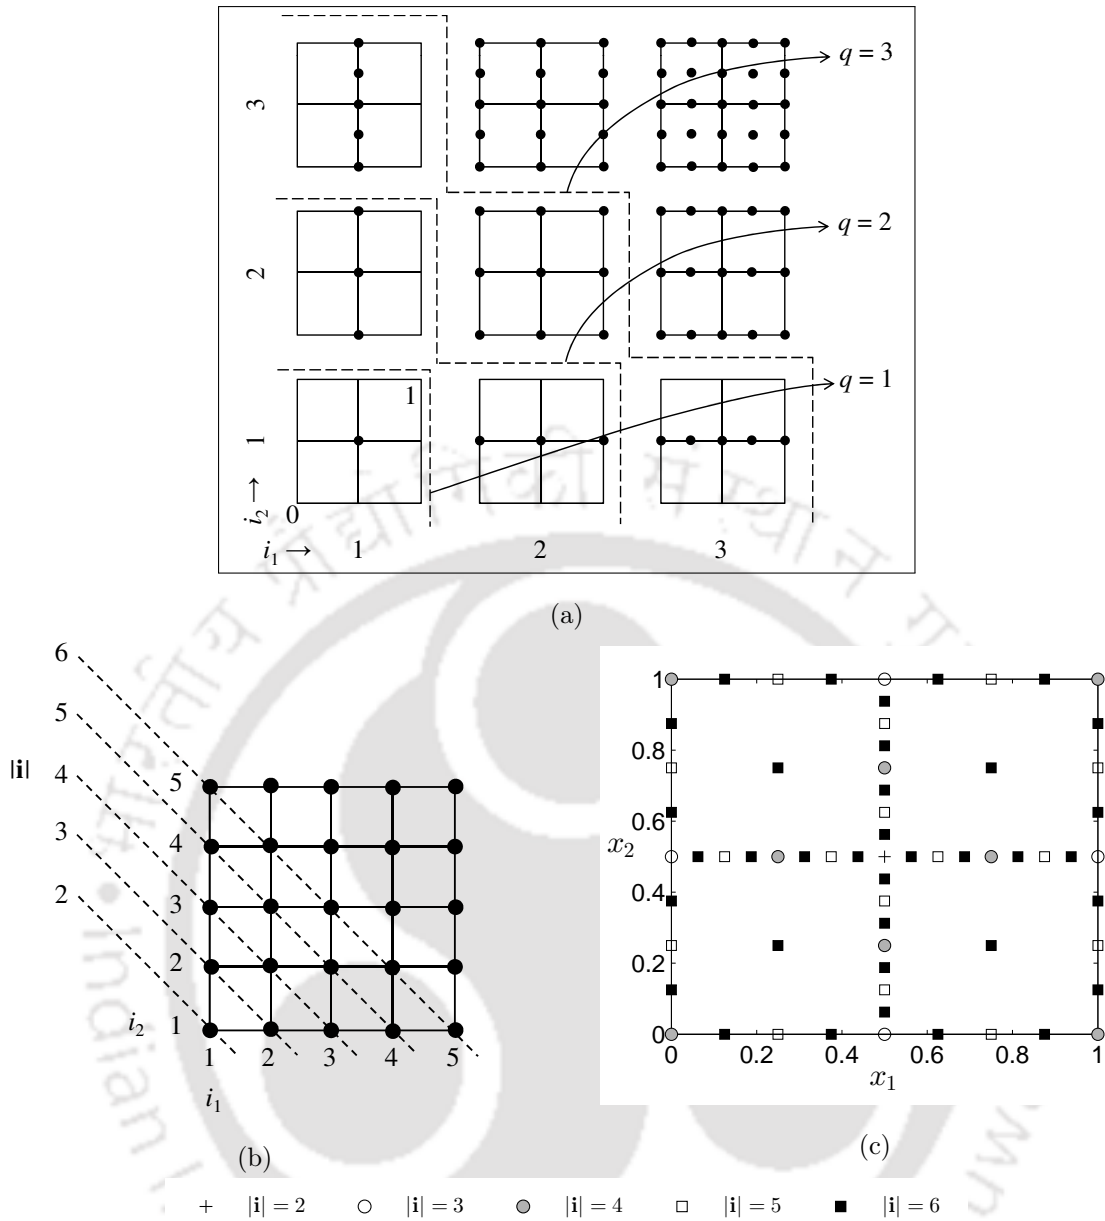 3
q = 3
2
q = 2
1
1
q = 1
i2 →
0
i1 → 1 2 3
(a)
6
5
|i|
4
3
2
5
4
3
2
i2 1
1 2 3 4 5
i1
(b)
1
0.8
0.6
x2
0.4
0.2
0
0 0.2 0.4 0.6 0.8 1
x1
(c)
+ |i| = 2 |i| = 3 |i| = 4 |i| = 5 |i| = 6
Indian